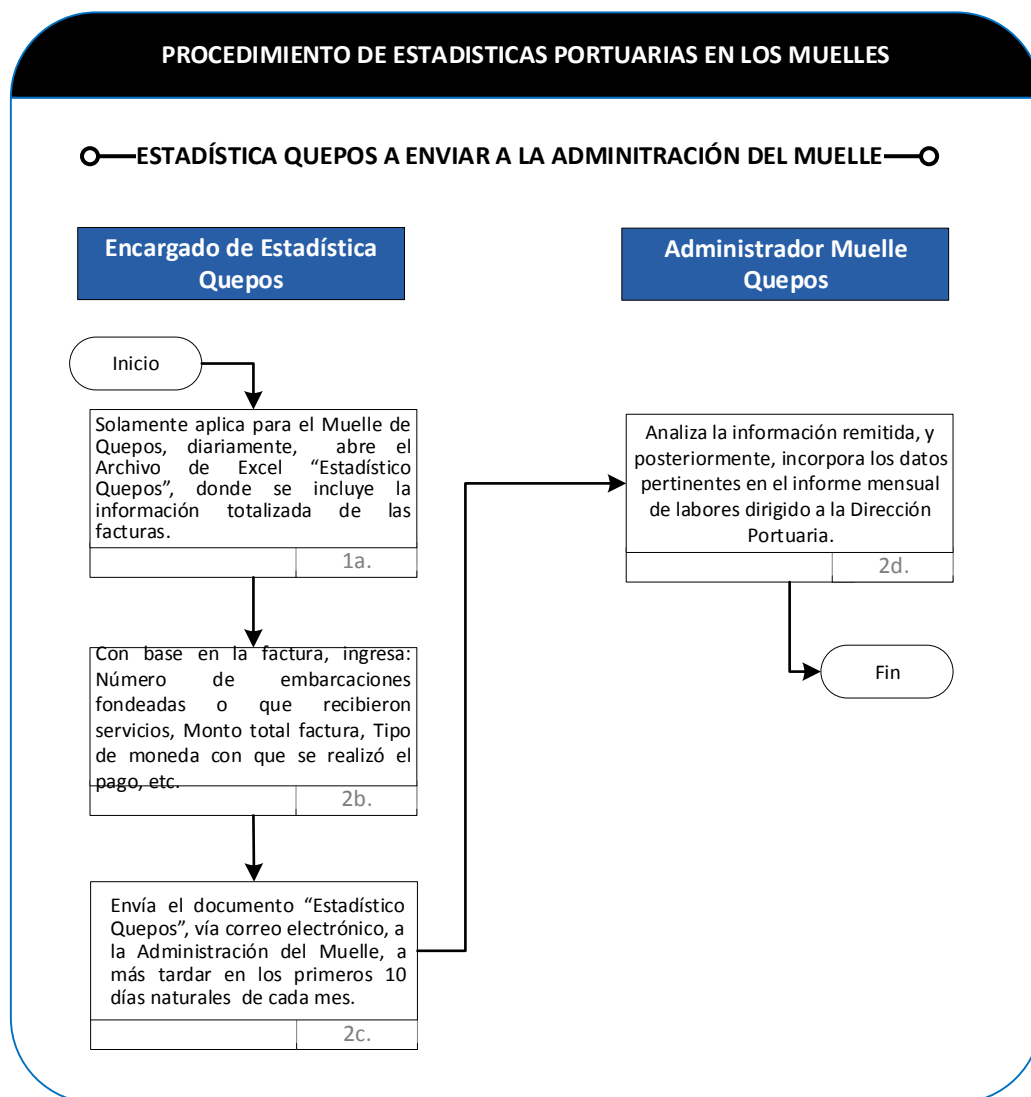 PROCEDIMIENTO DE ESTADISTICAS PORTUARIAS EN LOS MUELLES
ESTADÍSTICA QUEPOS A ENVIAR A LA ADMINITRACIÓN DEL MUELLE
Encargado de Estadística
Quepos
Inicio
Solamente aplica para el Muelle de
Quepos, diariamente, abre el
Archivo de Excel “Estadístico
Quepos”, donde se incluye la
información totalizada de las
facturas.
1a.
Con base en la factura, ingresa:
Número de embarcaciones
fondeadas o que recibieron
servicios, Monto total factura, Tipo
de moneda con que se realizó el
pago, etc.
2b.
Envía el documento “Estadístico
Quepos”, vía correo electrónico, a
la Administración del Muelle, a
más tardar en los primeros 10
días naturales de cada mes.
2c.
Administrador Muelle
Quepos
Analiza la información remitida, y
posteriormente, incorpora los datos
pertinentes en el informe mensual
de labores dirigido a la Dirección
Portuaria.
2d.
Fin